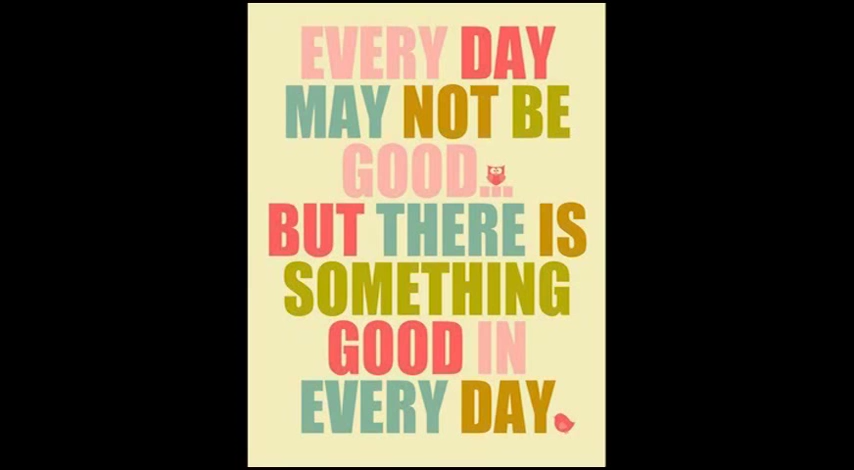 EVERY DAY
MAY NOT BE
GOOD...
BUT THERE IS
SOMETHING
GOOD IN
EVERY DAY.